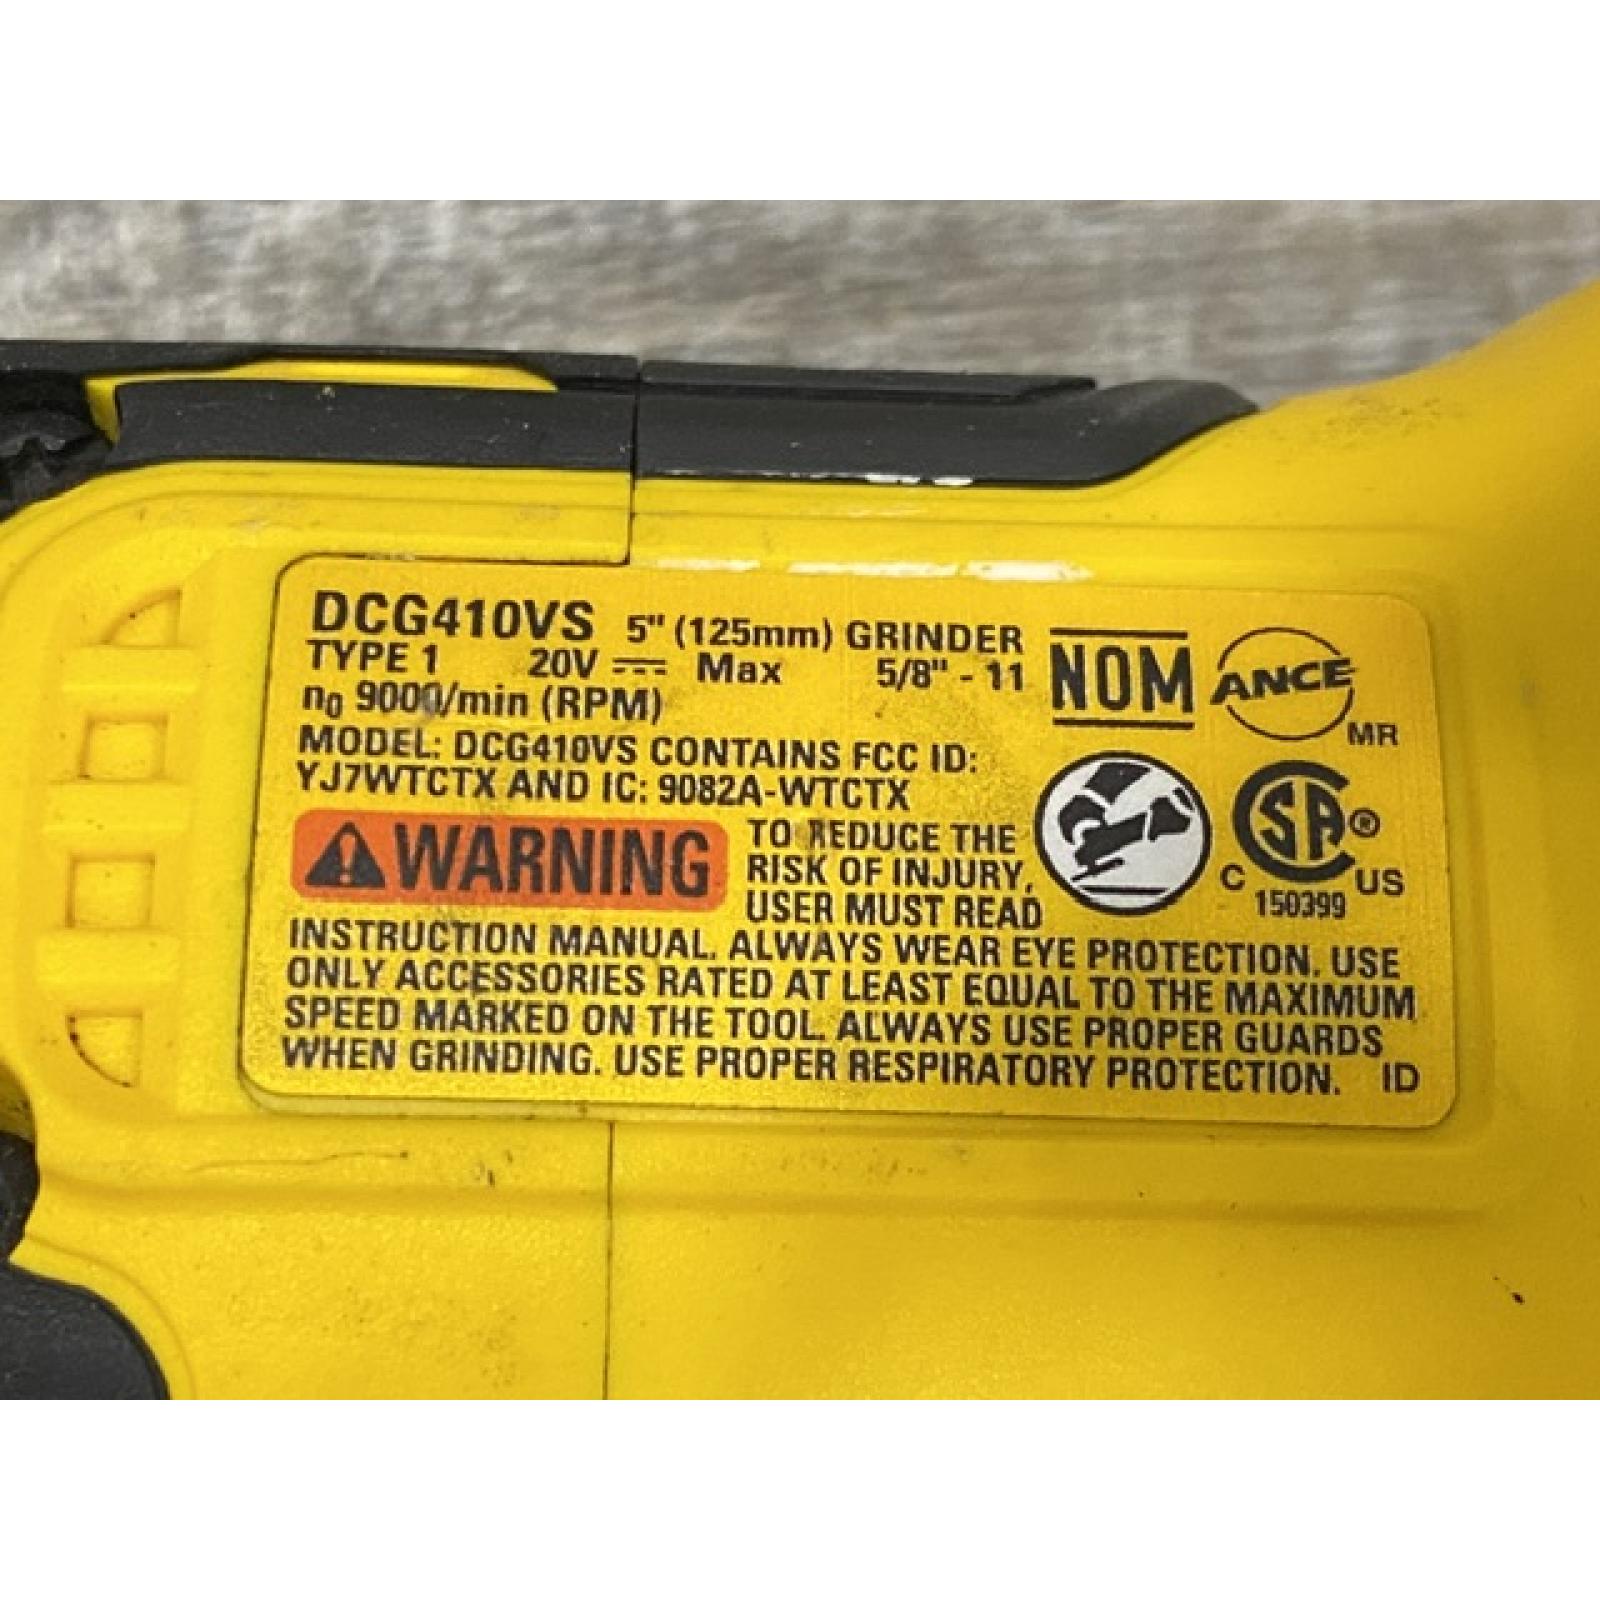 DCG410VS 5" (125mm) GRINDER
TYPE 1 20V ⎓ Max 5/8" - 11
n₀ 9000/min (RPM)
MODEL: DCG410VS CONTAINS FCC ID:
YJ7WTCTX AND IC: 9082A-WTCTX
NOM
ANCE
MR
WARNING
TO REDUCE THE
RISK OF INJURY,
USER MUST READ
INSTRUCTION MANUAL. ALWAYS WEAR EYE PROTECTION. USE
ONLY ACCESSORIES RATED AT LEAST EQUAL TO THE MAXIMUM
SPEED MARKED ON THE TOOL. ALWAYS USE PROPER GUARDS
WHEN GRINDING. USE PROPER RESPIRATORY PROTECTION. ID
CSA®
C US
150399